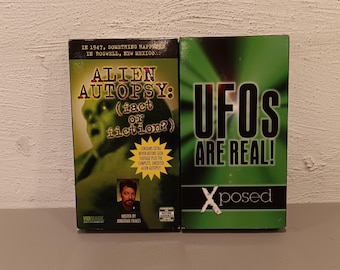 IN 1947, SOMETHING HAPPENED
IN ROSWELL, NEW MEXICO...
ALIEN
AUTOPSY:
(fact
or
fiction?)
HOSTED BY
JONATHAN FRAKES
VIDMARK
UFOs
ARE REAL!
Xposed